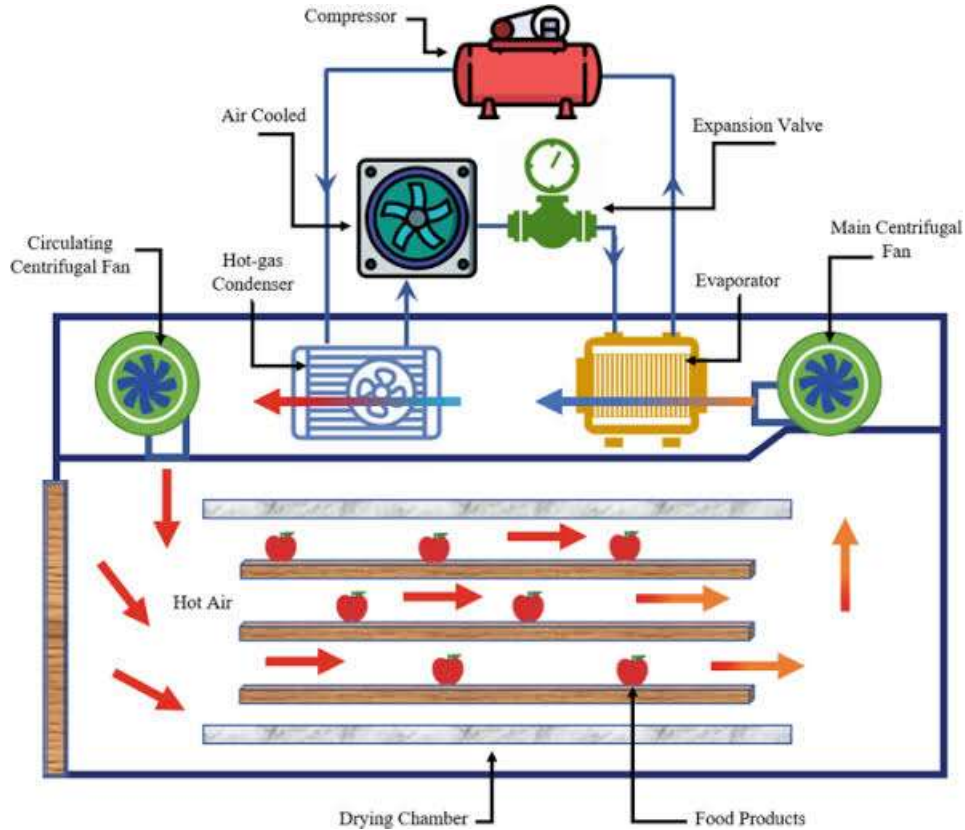 Compressor
Air Cooled
Expansion Valve
Circulating
Centrifugal Fan
Hot-gas
Condenser
Evaporator
Main Centrifugal
Fan
Hot Air
Drying Chamber
Food Products